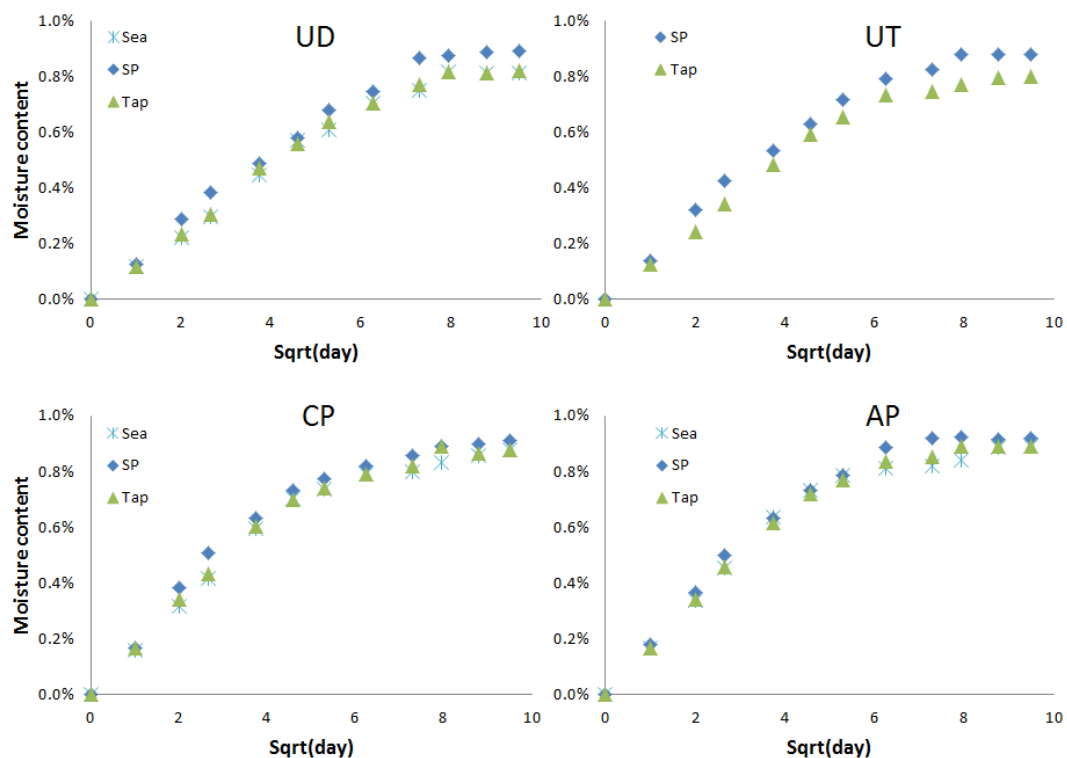 UD
Sea
SP
Tap
Moisture content
1.0%
0.8%
0.6%
0.4%
0.2%
0.0%
0 2 4 6 8 10
Sqrt(day)
UT
SP
Tap
1.0%
0.8%
0.6%
0.4%
0.2%
0.0%
0 2 4 6 8 10
Sqrt(day)
CP
Sea
SP
Tap
Moisture content
1.0%
0.8%
0.6%
0.4%
0.2%
0.0%
0 2 4 6 8 10
Sqrt(day)
AP
Sea
SP
Tap
1.0%
0.8%
0.6%
0.4%
0.2%
0.0%
0 2 4 6 8 10
Sqrt(day)